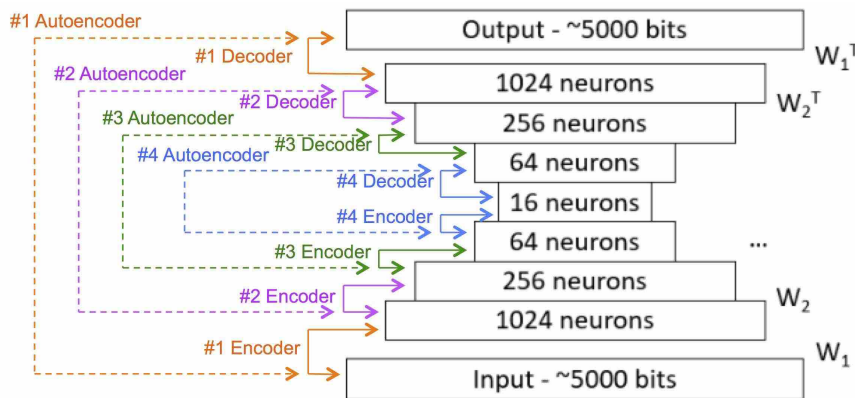 #1 Autoencoder
Output - ~5000 bits
#1 Decoder
W₁ᵀ
#2 Autoencoder
1024 neurons
#2 Decoder
W₂ᵀ
#3 Autoencoder
256 neurons
#3 Decoder
#4 Autoencoder
64 neurons
#4 Decoder
16 neurons
#4 Encoder
64 neurons
...
#3 Encoder
256 neurons
#2 Encoder
W₂
1024 neurons
#1 Encoder
W₁
Input - ~5000 bits